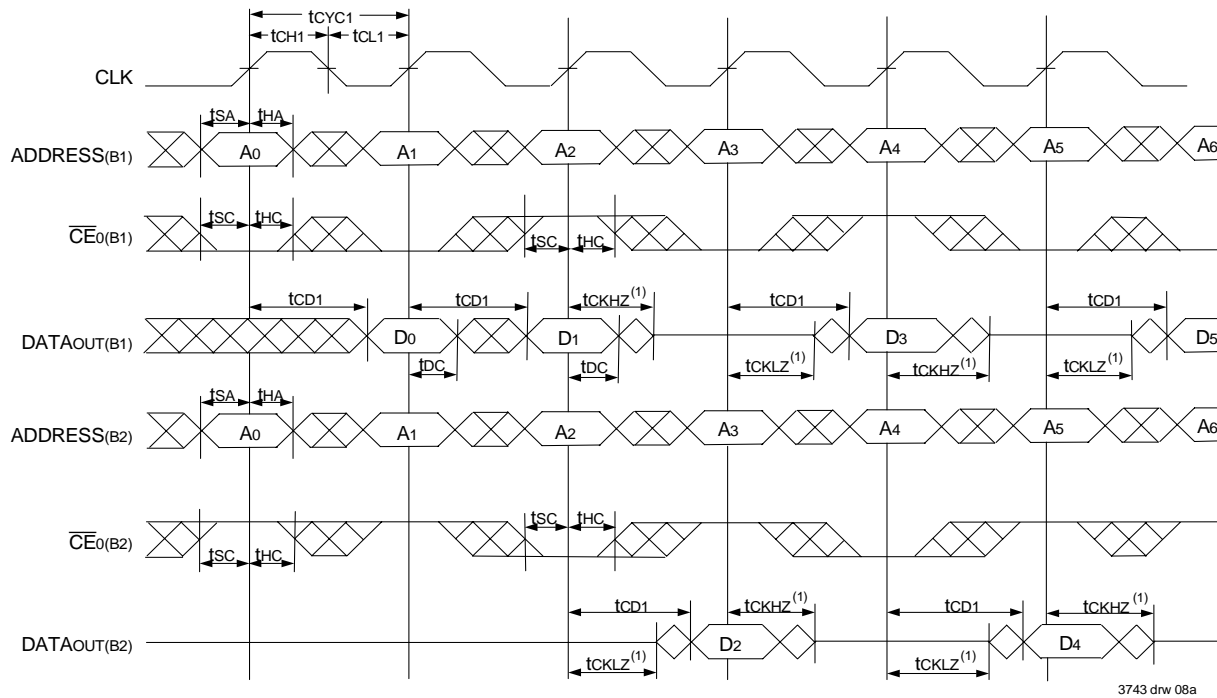 tCYC1
tCH1 tCL1
CLK
tSA tHA
ADDRESS(B1) A0 A1 A2 A3 A4 A5 A6
tSC tHC
CE0(B1)
tSC tHC
tCD1 tCD1 tCKHZ(1) tCD1 tCD1
DATAOUT(B1) D0 D1 D3 D5
tDC tDC tCKLZ(1) tCKHZ(1) tCKLZ(1)
tSA tHA
ADDRESS(B2) A0 A1 A2 A3 A4 A5 A6
tSC tHC
CE0(B2)
tSC tHC
tCD1 tCKHZ(1) tCD1 tCKHZ(1)
DATAOUT(B2) D2 D4
tCKLZ(1) tCKLZ(1)
3743 drw 08a